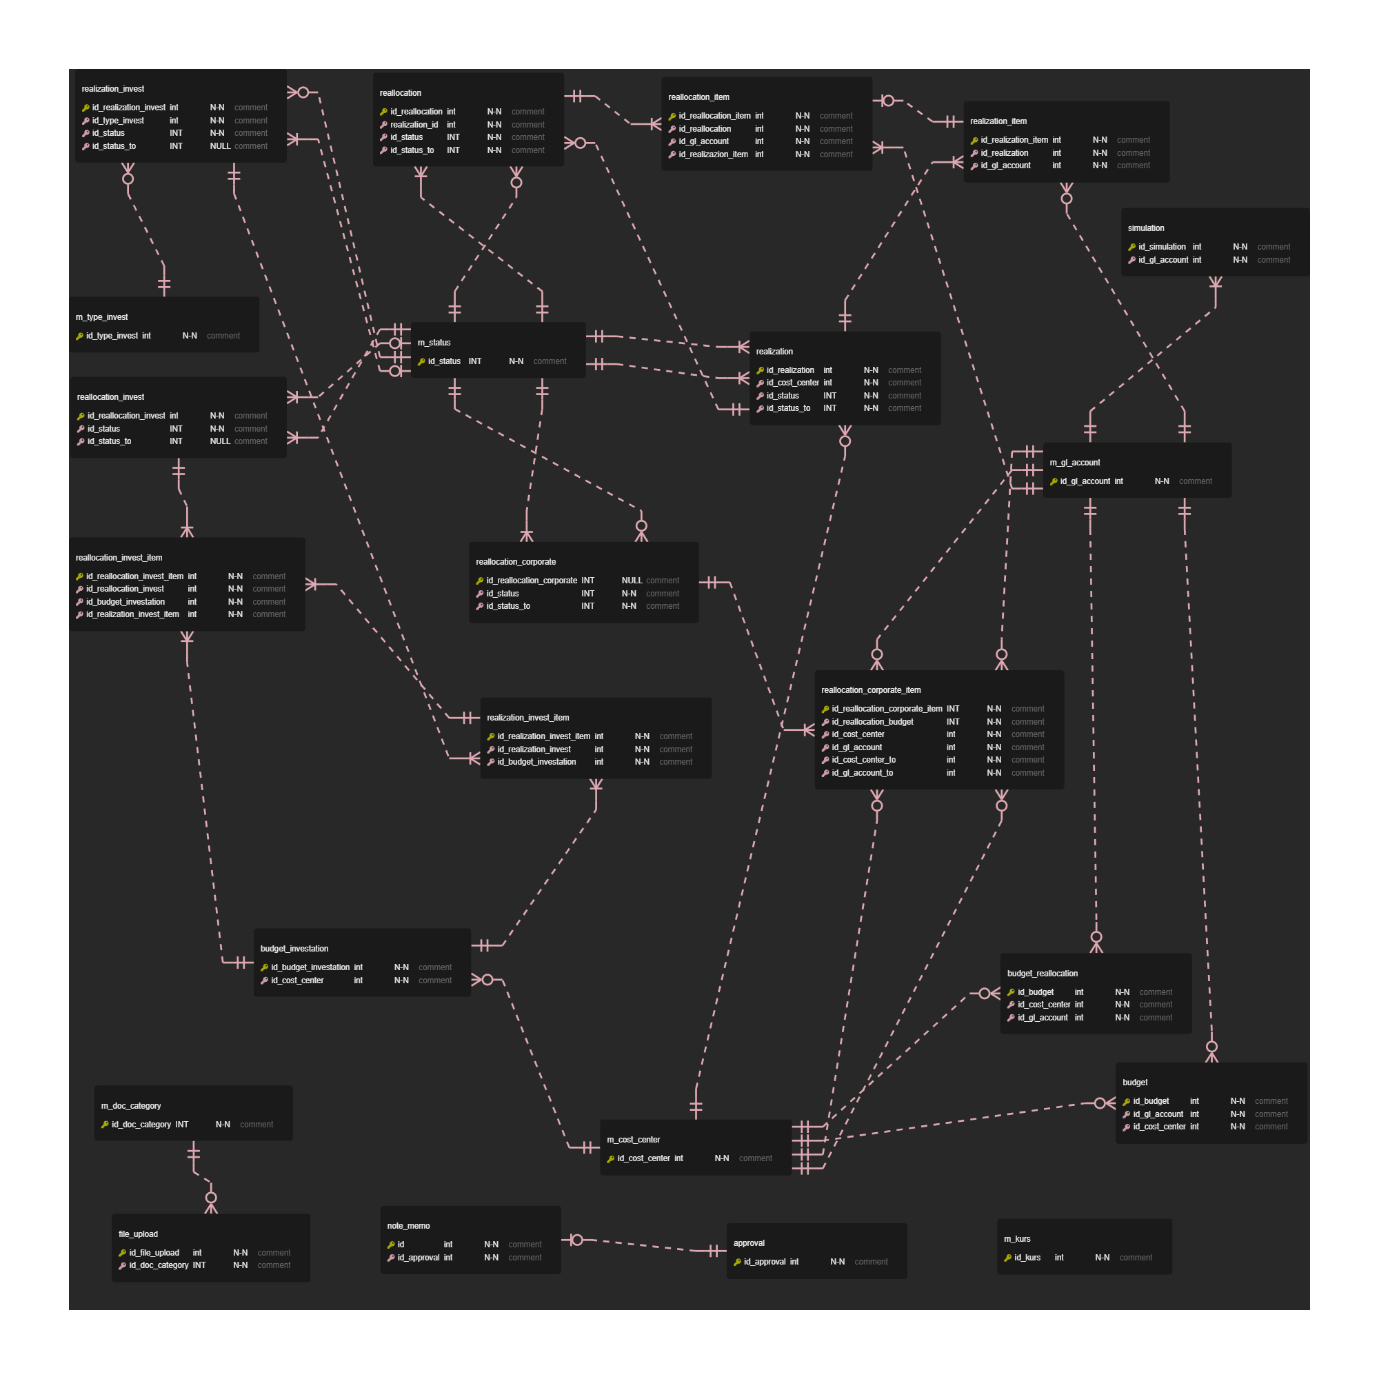 realization_invest
id_realization_invest int N-N comment
id_type_invest int N-N comment
id_status INT N-N comment
id_status_to INT NULL comment
reallocation
id_reallocation int N-N comment
realization_id int N-N comment
id_status INT N-N comment
id_status_to INT N-N comment
reallocation_item
id_reallocation_item int N-N comment
id_reallocation int N-N comment
id_gl_account int N-N comment
id_realizazion_item int N-N comment
realization_item
id_realization_item int N-N comment
id_realization int N-N comment
id_gl_account int N-N comment
simulation
id_simulation int N-N comment
id_gl_account int N-N comment
m_type_invest
id_type_invest int N-N comment
m_status
id_status INT N-N comment
realization
id_realization int N-N comment
id_cost_center int N-N comment
id_status INT N-N comment
id_status_to INT N-N comment
reallocation_invest
id_reallocation_invest int N-N comment
id_status INT N-N comment
id_status_to INT NULL comment
m_gl_account
id_gl_account int N-N comment
reallocation_invest_item
id_reallocation_invest_item int N-N comment
id_reallocation_invest int N-N comment
id_budget_investation int N-N comment
id_realization_invest_item int N-N comment
reallocation_corporate
id_reallocation_corporate INT NULL comment
id_status INT N-N comment
id_status_to INT N-N comment
reallocation_corporate_item
id_reallocation_corporate_item INT N-N comment
id_reallocation_budget INT N-N comment
id_cost_center int N-N comment
id_gl_account int N-N comment
id_cost_center_to int N-N comment
id_gl_account_to int N-N comment
realization_invest_item
id_realization_invest_item int N-N comment
id_realization_invest int N-N comment
id_budget_investation int N-N comment
budget_investation
id_budget_investation int N-N comment
id_cost_center int N-N comment
budget_reallocation
id_budget int N-N comment
id_cost_center int N-N comment
id_gl_account int N-N comment
budget
id_budget int N-N comment
id_gl_account int N-N comment
id_cost_center int N-N comment
m_doc_category
id_doc_category INT N-N comment
m_cost_center
id_cost_center int N-N comment
file_upload
id_file_upload int N-N comment
id_doc_category INT N-N comment
note_memo
id int N-N comment
id_approval int N-N comment
approval
id_approval int N-N comment
m_kurs
id_kurs int N-N comment